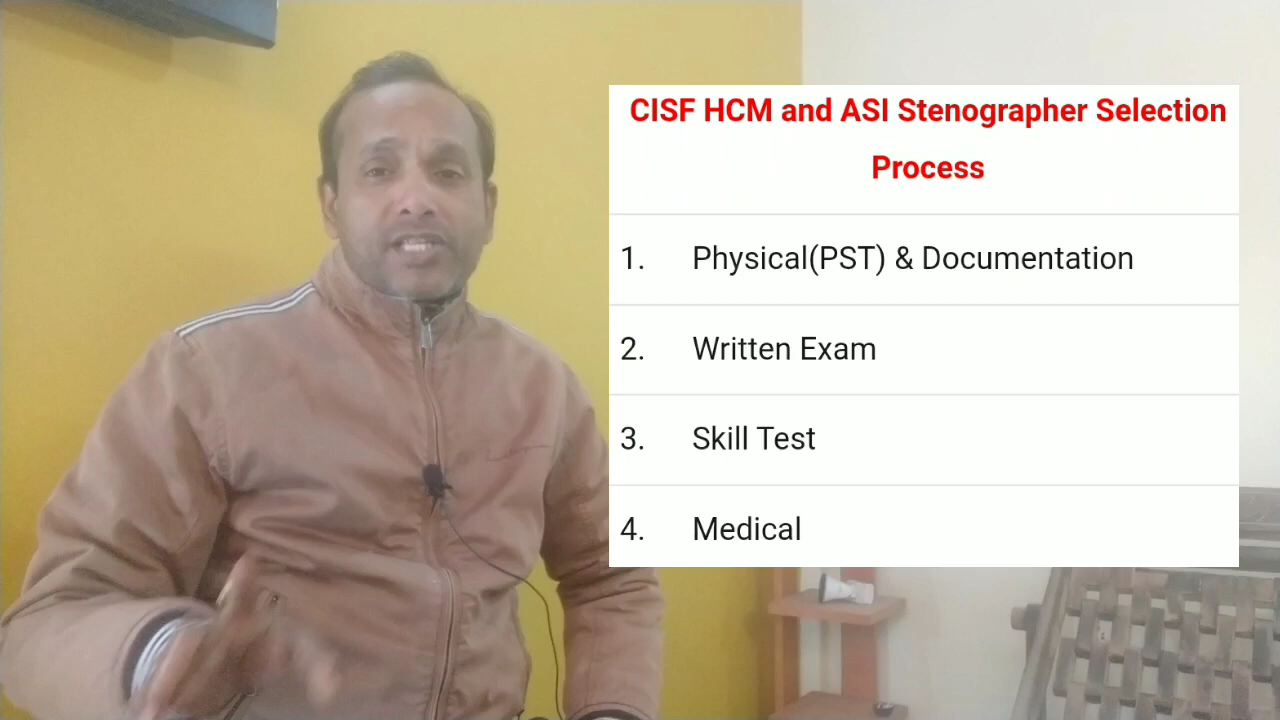 CISF HCM and ASI Stenographer Selection
Process
1. Physical(PST) & Documentation
2. Written Exam
3. Skill Test
4. Medical